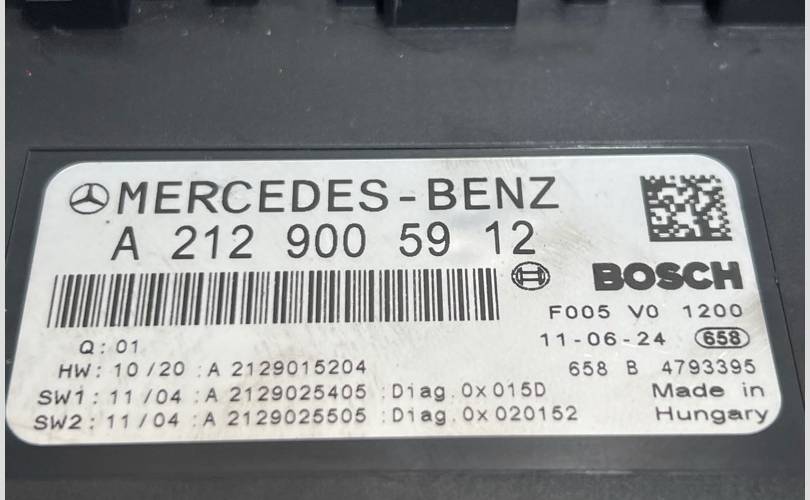 MERCEDES-BENZ
A 212 900 59 12
BOSCH
F005 V0 1200
Q: 01
11-06-24 658
HW: 10/20 :A 2129015204
658 B 4793395
SW1: 11/04 :A 2129025405 :Diag.0x015D
Made in
SW2: 11/04 :A 2129025505 :Diag.0x020152
Hungary